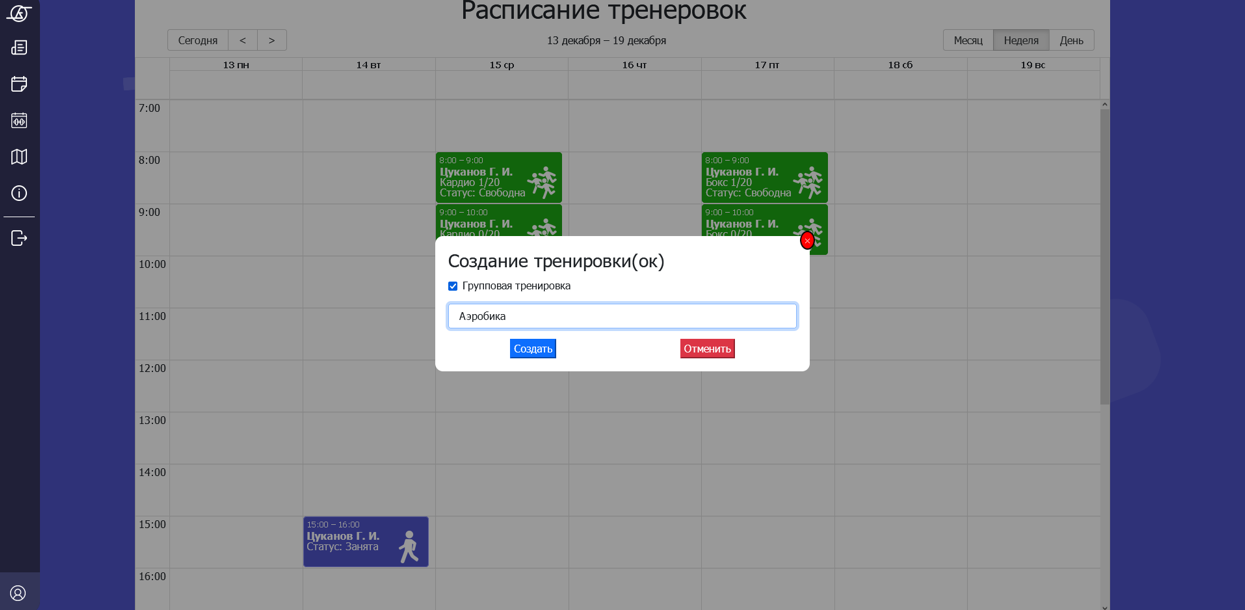 Расписание тренеровок
Сегодня < >
13 декабря – 19 декабря
Месяц Неделя День
13 пн 14 вт 15 ср 16 чт 17 пт 18 сб 19 вс
7:00
8:00
8:00 – 9:00
Цуканов Г. И.
Кардио 1/20
Статус: Свободна
8:00 – 9:00
Цуканов Г. И.
Бокс 1/20
Статус: Свободна
9:00
9:00 – 10:00
Цуканов Г. И.
Кардио 0/20
9:00 – 10:00
Цуканов Г. И.
Бокс 0/20
Создание тренировки(ок)
Групповая тренировка
Аэробика
Создать Отменить
10:00
11:00
12:00
13:00
14:00
15:00
15:00 – 16:00
Цуканов Г. И.
Статус: Занята
16:00